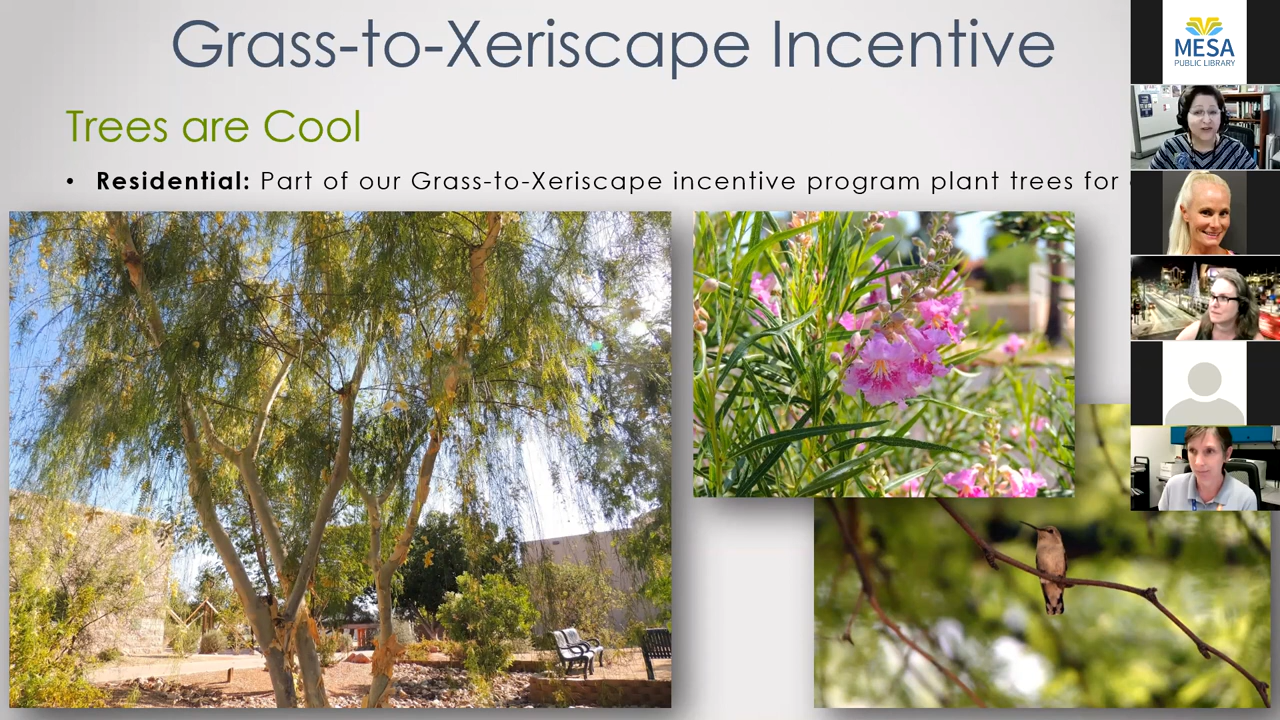 Grass-to-Xeriscape Incentive
MESA
PUBLIC LIBRARY
Trees are Cool
• Residential: Part of our Grass-to-Xeriscape incentive program plant trees for